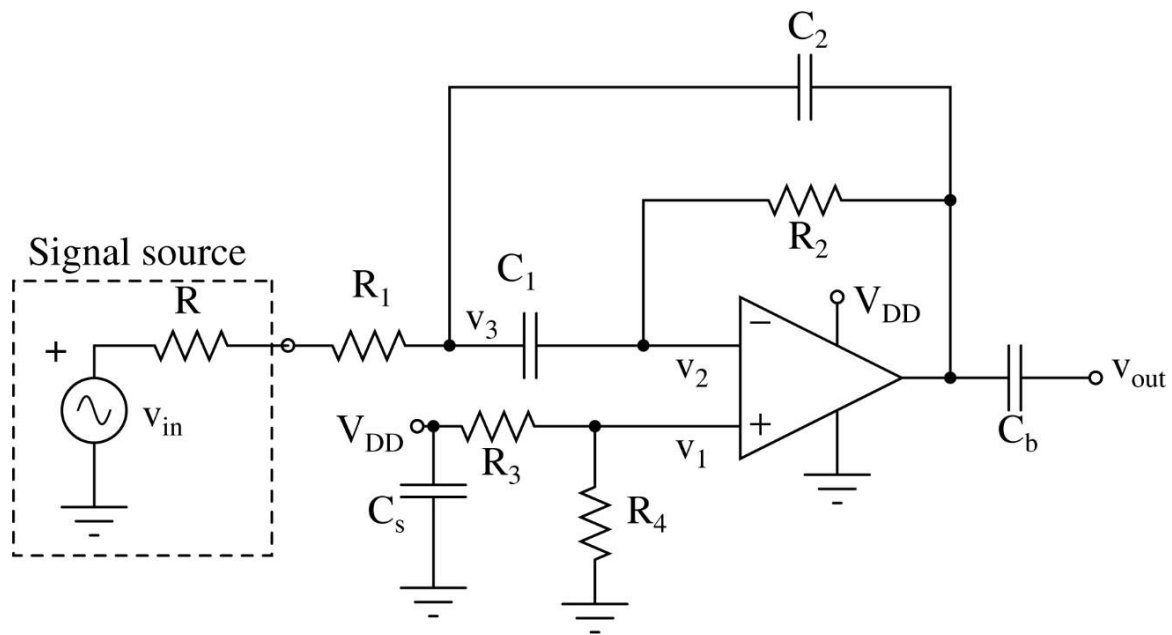 C₂
R₂
Signal source
R
R₁
C₁
v₃
V_DD
+
−
v_in
v₂
v_out
V_DD
R₃
v₁
+
C_b
C_s
R₄